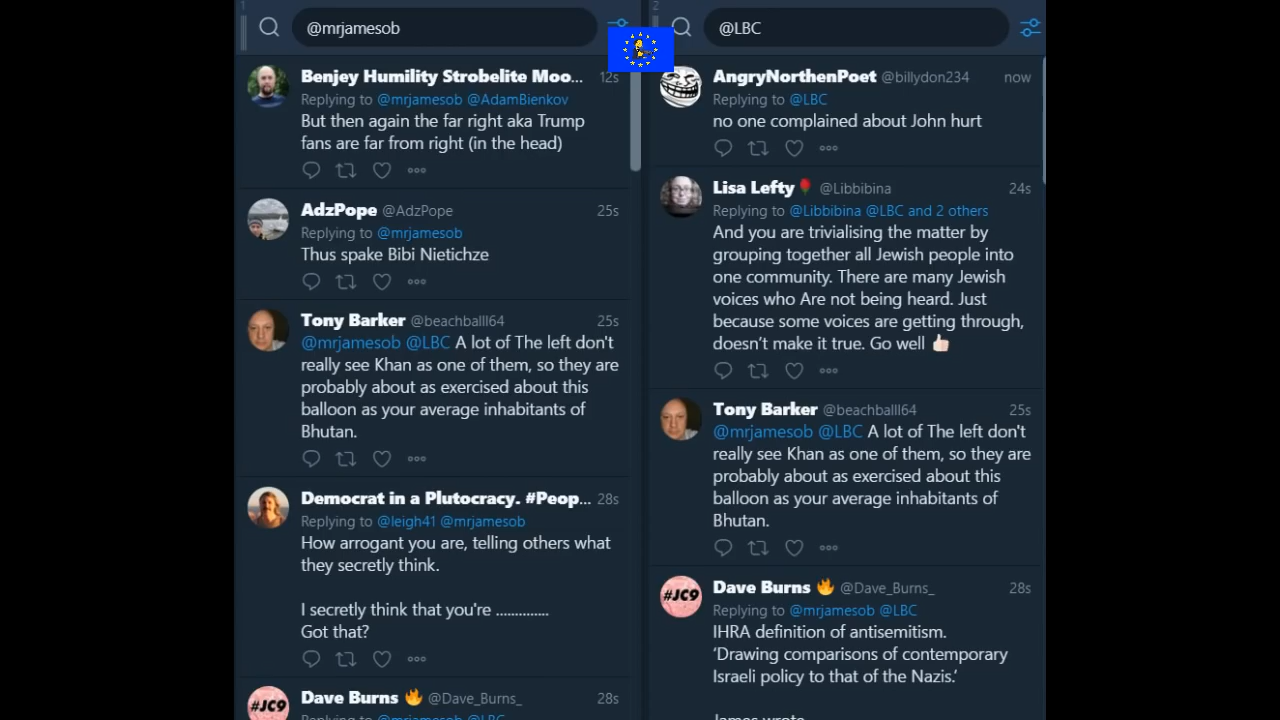 1
@mrjamesob
Benjey Humility Strobelite Moo... 12s
Replying to @mrjamesob @AdamBienkov
But then again the far right aka Trump
fans are far from right (in the head)
AdzPope @AdzPope 25s
Replying to @mrjamesob
Thus spake Bibi Nietichze
Tony Barker @beachballl64 25s
@mrjamesob @LBC A lot of The left don't
really see Khan as one of them, so they are
probably about as exercised about this
balloon as your average inhabitants of
Bhutan.
Democrat in a Plutocracy. #Peop... 28s
Replying to @leigh41 @mrjamesob
How arrogant you are, telling others what
they secretly think.
I secretly think that you're ..............
Got that?
#JC9
Dave Burns 🔥 @Dave_Burns_ 28s
Replying to @mrjamesob @LBC
2
@LBC
AngryNorthenPoet @billydon234 now
Replying to @LBC
no one complained about John hurt
Lisa Lefty🌹 @Libbibina 24s
Replying to @Libbibina @LBC and 2 others
And you are trivialising the matter by
grouping together all Jewish people into
one community. There are many Jewish
voices who Are not being heard. Just
because some voices are getting through,
doesn’t make it true. Go well 👍🏻
Tony Barker @beachballl64 25s
@mrjamesob @LBC A lot of The left don't
really see Khan as one of them, so they are
probably about as exercised about this
balloon as your average inhabitants of
Bhutan.
#JC9
Dave Burns 🔥 @Dave_Burns_ 28s
Replying to @mrjamesob @LBC
IHRA definition of antisemitism.
‘Drawing comparisons of contemporary
Israeli policy to that of the Nazis.’
James wrote